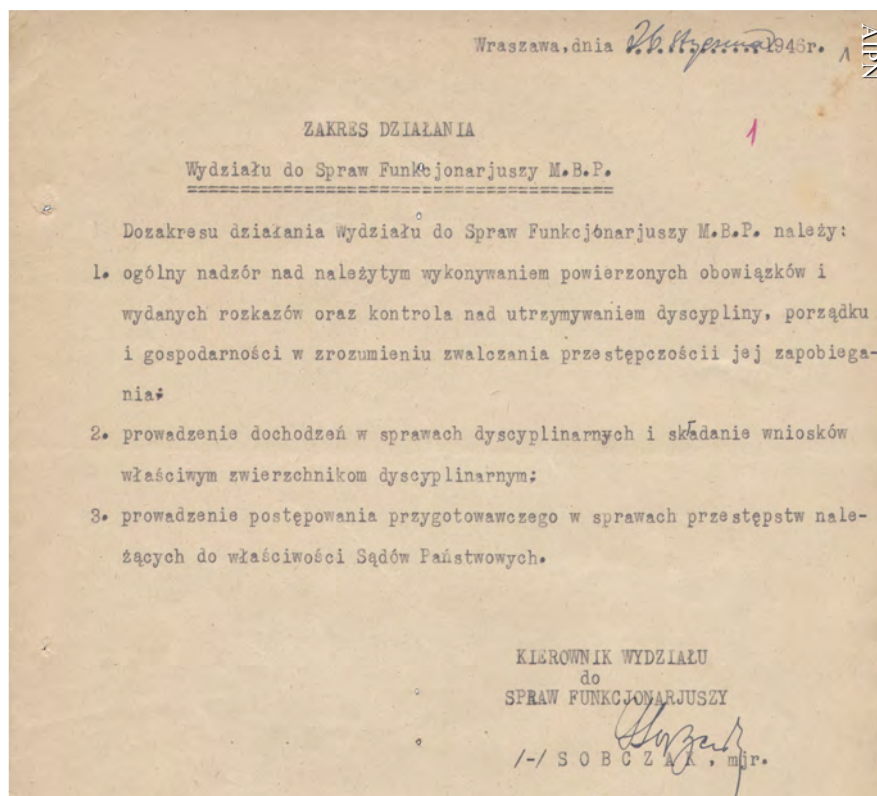 Wraszawa,dnia 26 stycznia 1946r.
1
AIPN
1
ZAKRES DZIAŁANIA
Wydziału do Spraw Funkcjonarjuszy M.B.P.
Dozakresu działania Wydziału do Spraw Funkcjónarjuszy M.B.P. należy:
1. ogólny nadzór nad należytym wykonywaniem powierzonych obowiązków i
wydanych rozkazów oraz kontrola nad utrzymywaniem dyscypliny, porządku
i gospodarności w zrozumieniu zwalczania przestępczościi jej zapobiega-
nia;
2. prowadzenie dochodzeń w sprawach dyscyplinarnych i składanie wniosków
właściwym zwierzchnikom dyscyplinarnym;
3. prowadzenie postępowania przygotowawczego w sprawach przestępstw nale-
żących do właściwości Sądów Państwowych.
KIEROWNIK WYDZIAŁU
do
SPRAW FUNKCJONARJUSZY
/-/ S O B C Z A K , mjr.